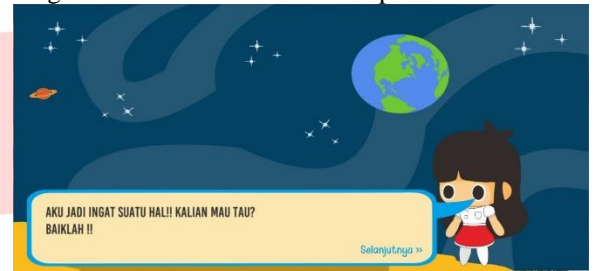 AKU JADI INGAT SUATU HAL!! KALIAN MAU TAU?
BAIKLAH !!
Selanjutnya »